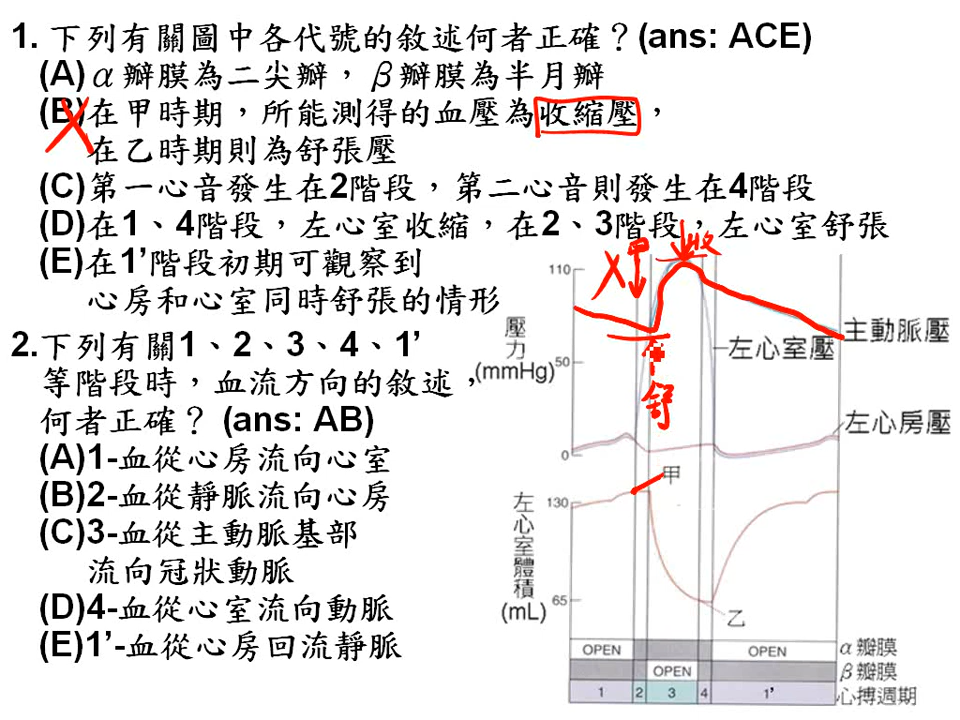 1. 下列有關圖中各代號的敘述何者正確？(ans: ACE)
(A)α瓣膜為二尖瓣，β瓣膜為半月瓣
(B)在甲時期，所能測得的血壓為收縮壓，
在乙時期則為舒張壓
(C)第一心音發生在2階段，第二心音則發生在4階段
(D)在1、4階段，左心室收縮，在2、3階段，左心室舒張
(E)在1’階段初期可觀察到
心房和心室同時舒張的情形
2.下列有關1、2、3、4、1’
等階段時，血流方向的敘述，
何者正確？ (ans: AB)
(A)1-血從心房流向心室
(B)2-血從靜脈流向心房
(C)3-血從主動脈基部
流向冠狀動脈
(D)4-血從心室流向動脈
(E)1’-血從心房回流靜脈
甲
收
110
壓力
(mmHg)
50
0
主動脈壓
左心室壓
舒
左心房壓
甲
130
左心室體積
(mL)
65
乙
OPEN
OPEN
α瓣膜
OPEN
β瓣膜
1
2
3
4
1’
心搏週期